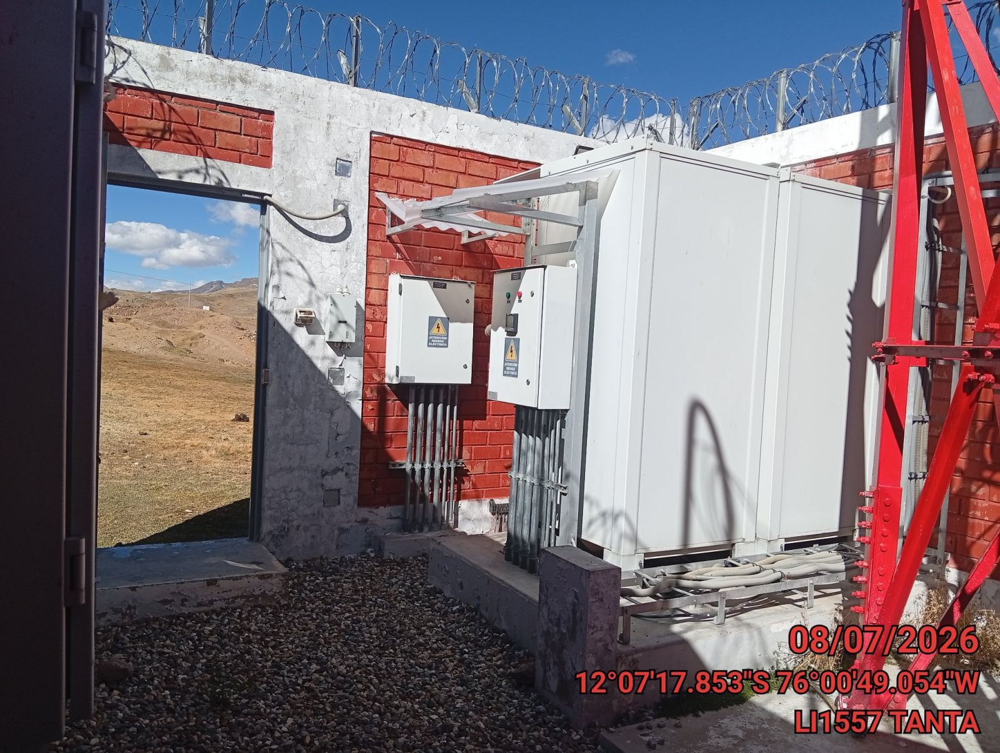 ¡ATENCIÓN!
RIESGO
ELÉCTRICO
¡ATENCIÓN!
RIESGO
ELÉCTRICO
08/07/2026
12°07'17.853"S 76°00'49.054"W
LI1557 TANTA